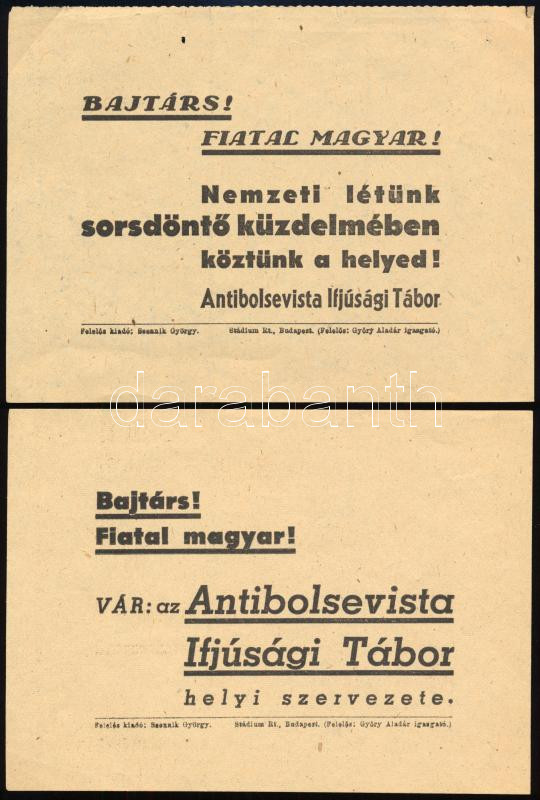 BAJTÁRS!
FIATAL MAGYAR!
Nemzeti létünk
sorsdöntő küzdelmében
köztünk a helyed!
Antibolsevista Ifjúsági Tábor
Felelős kiadó: György. Stádium Rt., Budapest. (Felelős: Győry Aladár igazgató.)
darabanth
Bajtárs!
Fiatal magyar!
VÁR: az Antibolsevista
Ifjúsági Tábor
helyi szervezete.
Felelős kiadó: György. Stádium Rt., Budapest. (Felelős: Győry Aladár igazgató.)